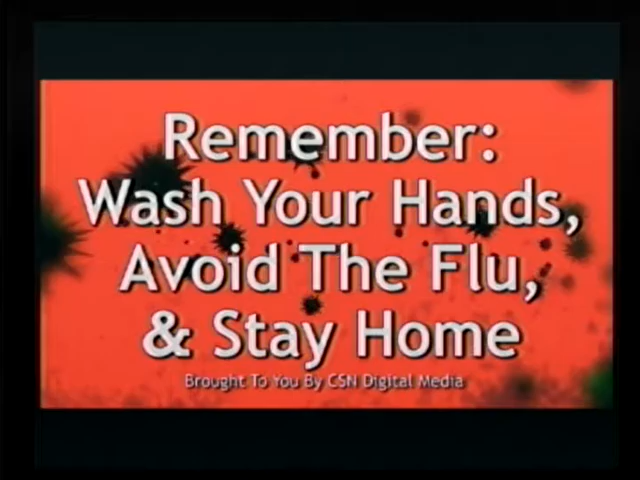 Remember:
Wash Your Hands,
Avoid The Flu,
& Stay Home
Brought To You By CSN Digital Media